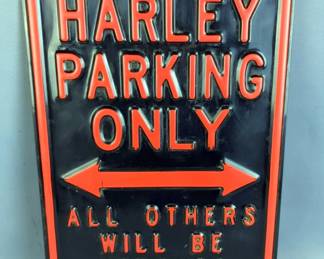 HARLEY
PARKING
ONLY
ALL OTHERS
WILL BE